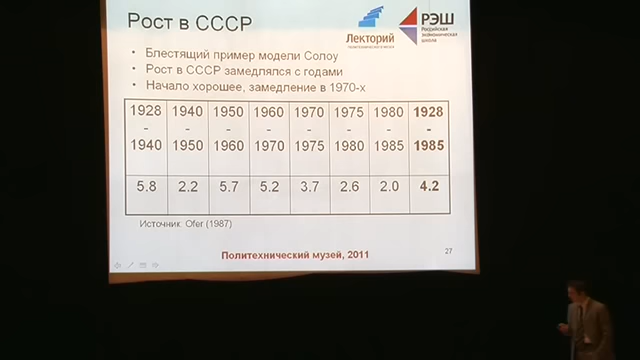 Рост в СССР
Лекторий
ПОЛИТЕХНИЧЕСКОГО МУЗЕЯ
РЭШ
Российская
экономическая
школа
• Блестящий пример модели Солоу
• Рост в СССР замедлялся с годами
• Начало хорошее, замедление в 1970-х
1928 - 1940 1940 - 1950 1950 - 1960 1960 - 1970 1970 - 1975 1975 - 1980 1980 - 1985 1928 - 1985
5.8 2.2 5.7 5.2 3.7 2.6 2.0 4.2
Источник: Ofer (1987)
Политехнический музей, 2011
27